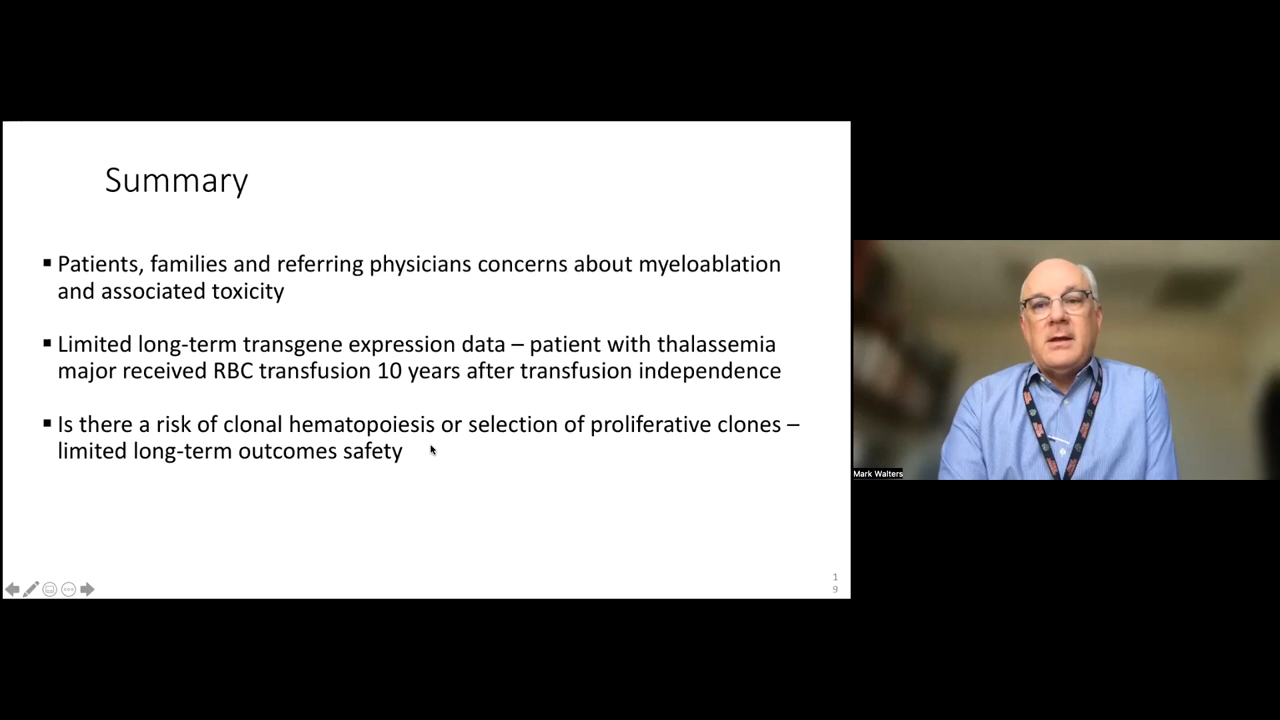 Summary
▪ Patients, families and referring physicians concerns about myeloablation
and associated toxicity
▪ Limited long-term transgene expression data – patient with thalassemia
major received RBC transfusion 10 years after transfusion independence
▪ Is there a risk of clonal hematopoiesis or selection of proliferative clones –
limited long-term outcomes safety
1
9
Mark Walters